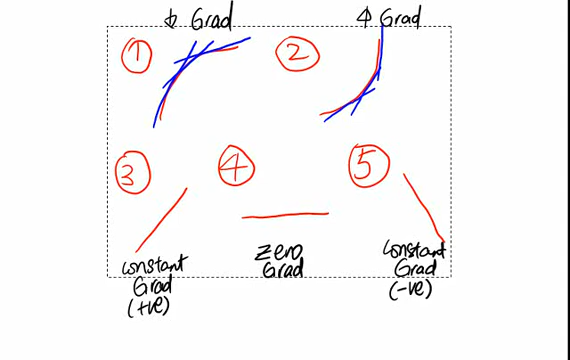 ↓ Grad
↑ Grad
1
2
3
4
5
constant
Grad
(+ve)
Zero
Grad
constant
Grad
(-ve)